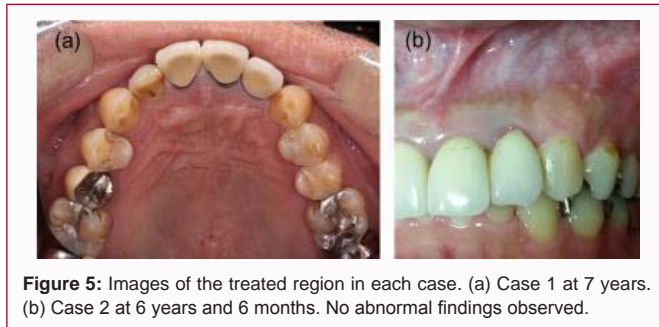 (a)
(b)
Figure 5: Images of the treated region in each case. (a) Case 1 at 7 years.
(b) Case 2 at 6 years and 6 months. No abnormal findings observed.